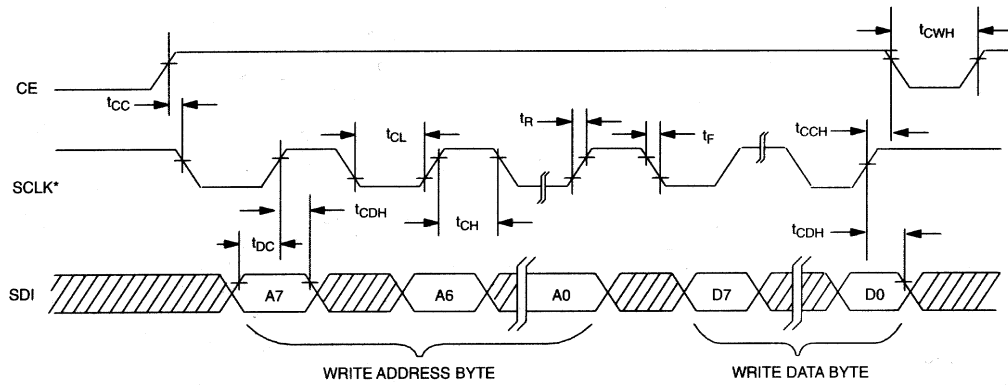 tCWH
CE
tCC
tR
tF
tCL
tCCH
SCLK*
tCDH
tCH
tDC
tCDH
SDI
A7
A6
A0
D7
D0
WRITE ADDRESS BYTE
WRITE DATA BYTE